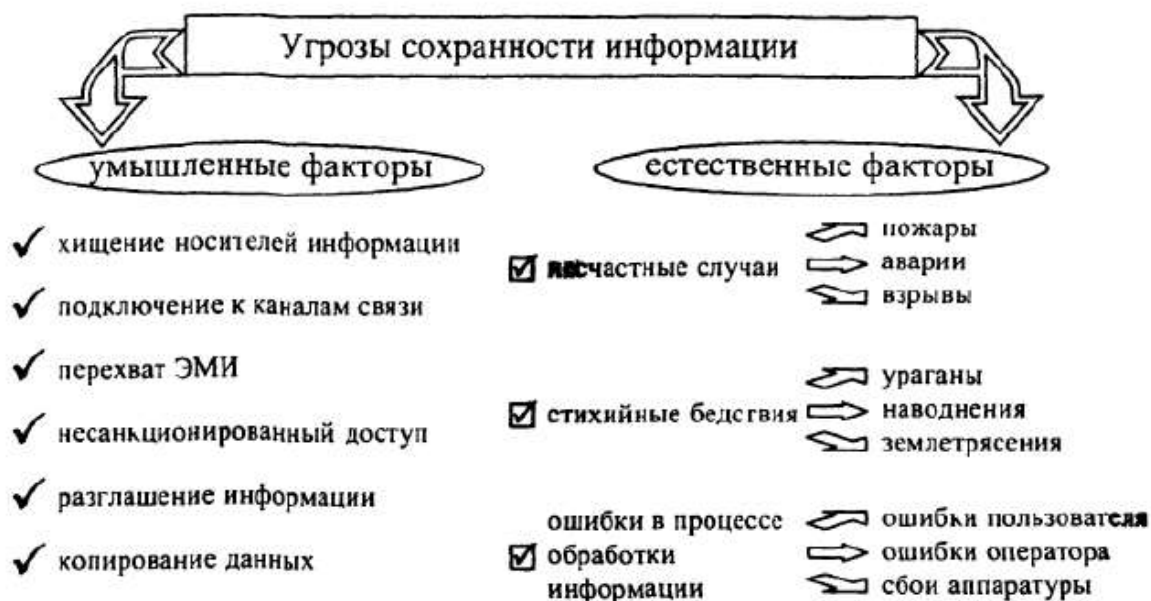 Угрозы сохранности информации
умышленные факторы
хищение носителей информации
подключение к каналам связи
перехват ЭМИ
несанкционированный доступ
разглашение информации
копирование данных
естественные факторы
несчастные случаи
пожары
аварии
взрывы
стихийные бедствия
ураганы
наводнения
землетрясения
ошибки в процессе
обработки
информации
ошибки пользователя
ошибки оператора
сбои аппаратуры